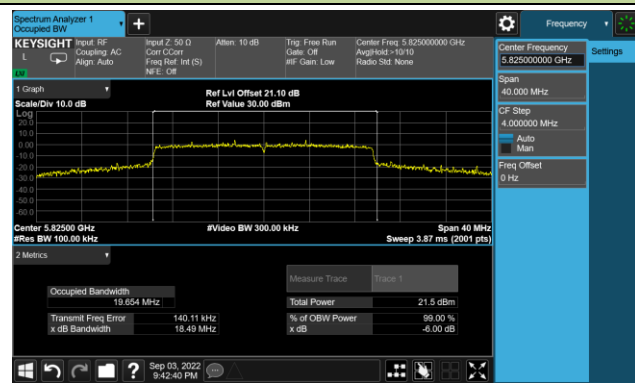 Spectrum Analyzer 1
Occupied BW
Frequency
KEYSIGHT
L
Input: RF
Coupling: AC
Align: Auto
Input Z: 50 Ω
Corr CCorr
Freq Ref: Int (S)
NFE: Off
Atten: 10 dB
Trig: Free Run
Gate: Off
#IF Gain: Low
Center Freq: 5.825000000 GHz
Avg|Hold:>10/10
Radio Std: None
Center Frequency
5.825000000 GHz
Settings
Span
40.000 MHz
CF Step
4.000000 MHz
Auto
Man
Freq Offset
0 Hz
1 Graph
Scale/Div 10.0 dB
Ref Lvl Offset 21.10 dB
Ref Value 30.00 dBm
Log
20.0
10.0
0.00
-10.0
-20.0
-30.0
-40.0
-50.0
-60.0
Center 5.82500 GHz
#Res BW 100.00 kHz
#Video BW 300.00 kHz
Span 40 MHz
Sweep 3.87 ms (2001 pts)
2 Metrics
Measure Trace
Trace 1
Occupied Bandwidth
19.654 MHz
Total Power
21.5 dBm
Transmit Freq Error
140.11 kHz
% of OBW Power
99.00 %
x dB Bandwidth
18.49 MHz
x dB
-6.00 dB
?
Sep 03, 2022
9:42:40 PM